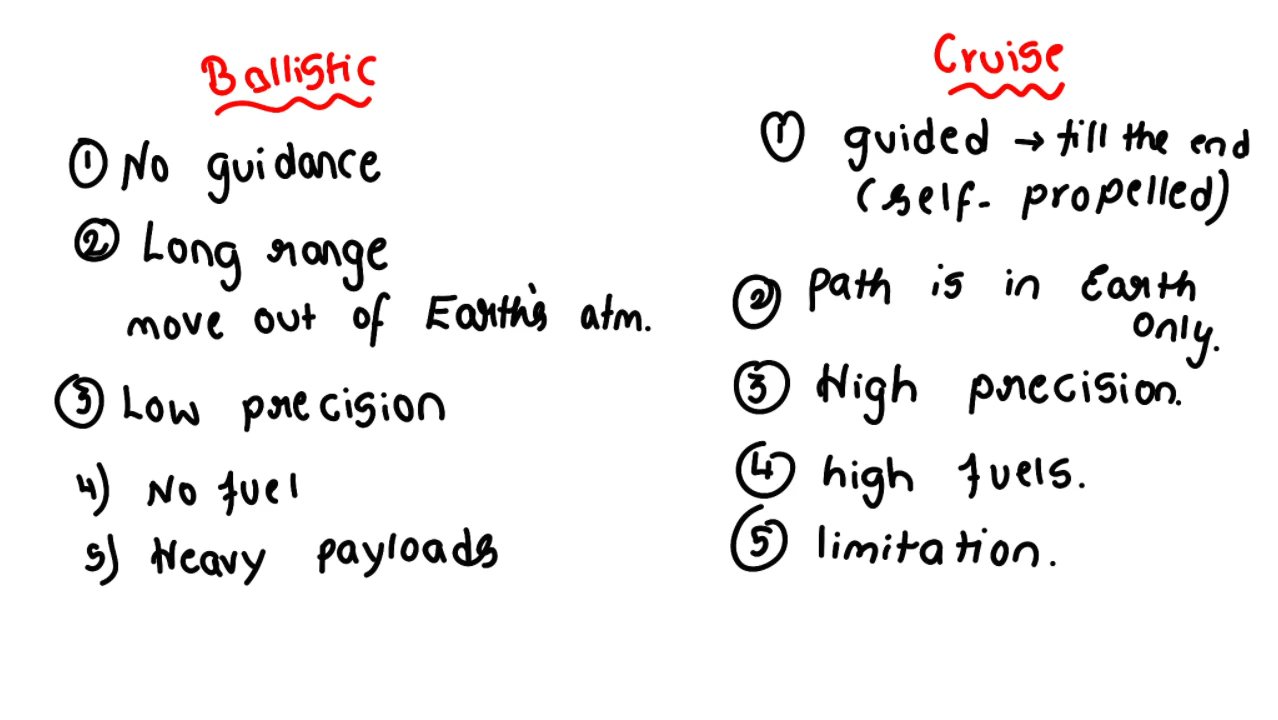 Ballistic
① No guidance
② Long range
move out of Earth's atm.
③ Low precision
4) No fuel
5) Heavy payloads
Cruise
① guided → till the end
(self- propelled)
② path is in Earth
only.
③ High precision.
④ high fuels.
⑤ limitation.